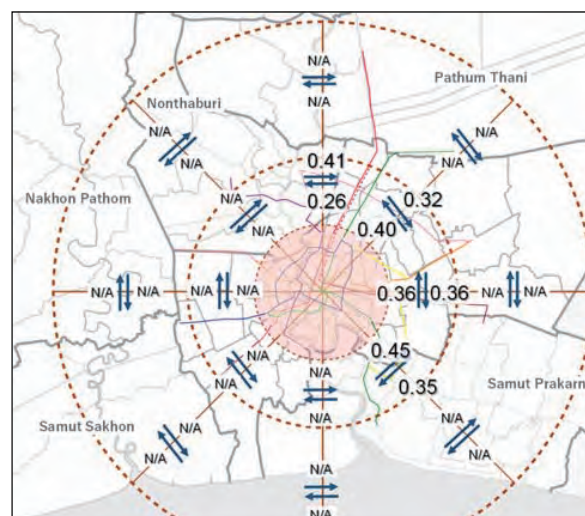 N/A
Pathum Thani
N/A
Nonthaburi
N/A
N/A
0.41
N/A
N/A
Nakhon Pathom
N/A
0.26
0.32
N/A
0.40
N/A
N/A N/A N/A N/A 0.36 0.36 N/A N/A
0.45
N/A
N/A
0.35
Samut Prakarn
N/A
N/A
N/A
Samut Sakhon
N/A
N/A
N/A
N/A
N/A
N/A
N/A